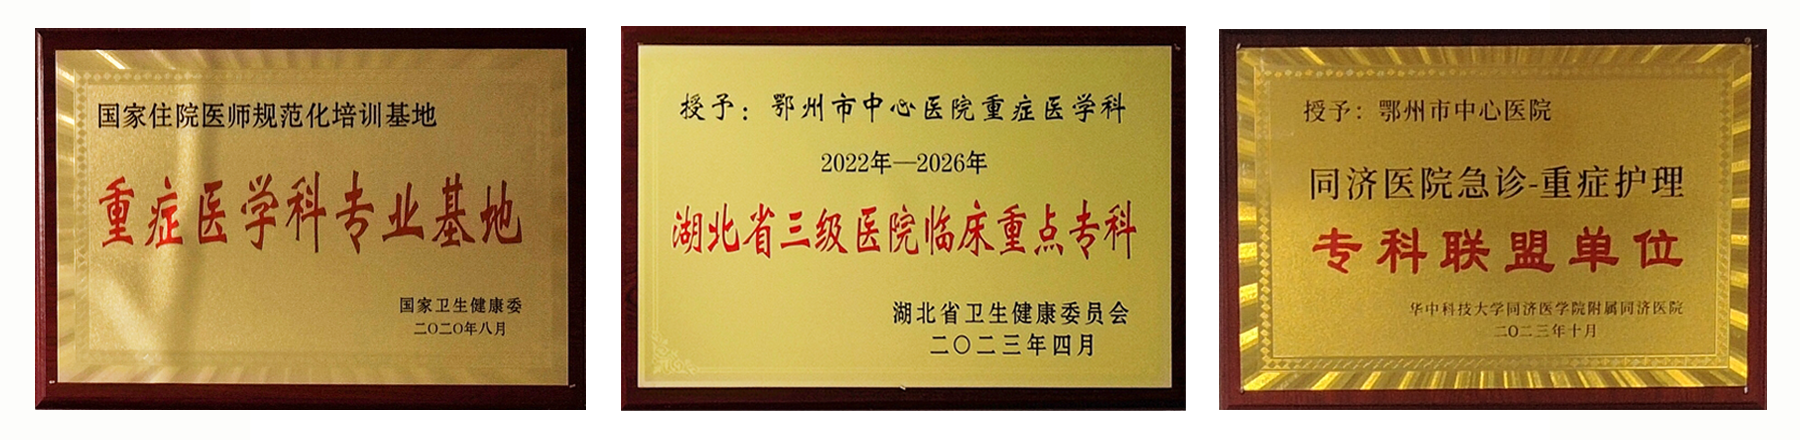 国家住院医师规范化培训基地
重症医学科专业基地
国家卫生健康委
二〇二〇年八月
授予：鄂州市中心医院重症医学科
2022年—2026年
湖北省三级医院临床重点专科
湖北省卫生健康委员会
二〇二三年四月
授予：鄂州市中心医院
同济医院急诊-重症护理
专科联盟单位
华中科技大学同济医学院附属同济医院
二〇二三年十月